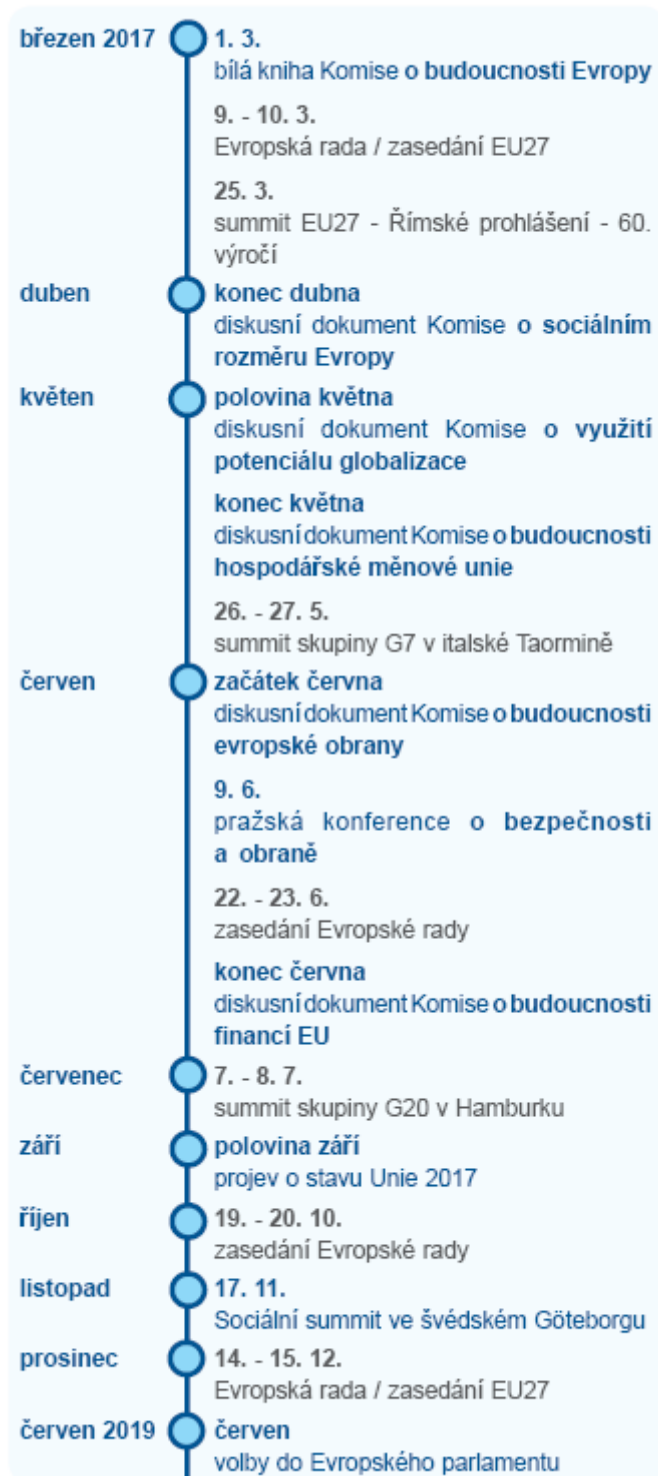 březen 2017
1. 3.
bílá kniha Komise o budoucnosti Evropy
9. - 10. 3.
Evropská rada / zasedání EU27
25. 3.
summit EU27 - Římské prohlášení - 60.
výročí
duben
konec dubna
diskusní dokument Komise o sociálním
rozměru Evropy
květen
polovina května
diskusní dokument Komise o využití
potenciálu globalizace
konec května
diskusní dokument Komise o budoucnosti
hospodářské měnové unie
26. - 27. 5.
summit skupiny G7 v italské Taormině
červen
začátek června
diskusní dokument Komise o budoucnosti
evropské obrany
9. 6.
pražská konference o bezpečnosti
a obraně
22. - 23. 6.
zasedání Evropské rady
konec června
diskusní dokument Komise o budoucnosti
financí EU
červenec
7. - 8. 7.
summit skupiny G20 v Hamburku
září
polovina září
projev o stavu Unie 2017
říjen
19. - 20. 10.
zasedání Evropské rady
listopad
17. 11.
Sociální summit ve švédském Göteborgu
prosinec
14. - 15. 12.
Evropská rada / zasedání EU27
červen 2019
červen
volby do Evropského parlamentu